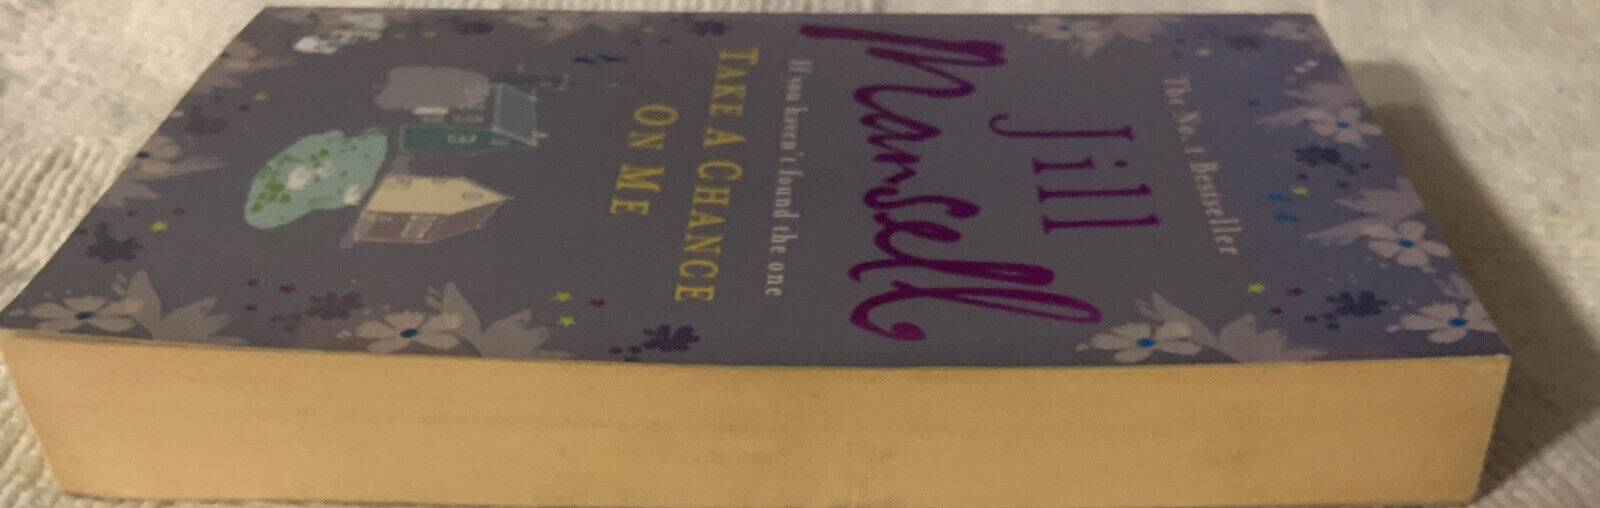 The No. 1 Bestseller
Jill
Mansell
If you haven't found the one
TAKE A CHANCE
ON ME